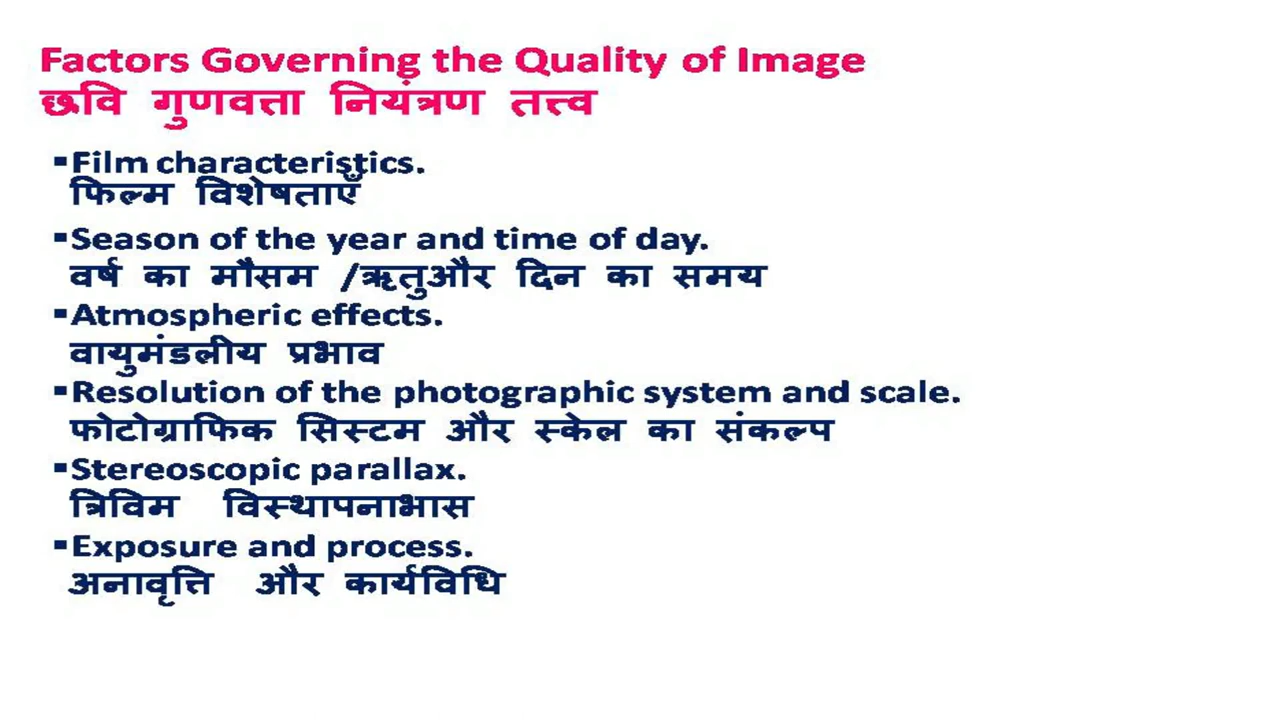 Factors Governing the Quality of Image
छवि गुणवत्ता नियंत्रण तत्त्व
▪Film characteristics.
फिल्म विशेषताएँ
▪Season of the year and time of day.
वर्ष का मौसम /ऋतुऔर दिन का समय
▪Atmospheric effects.
वायुमंडलीय प्रभाव
▪Resolution of the photographic system and scale.
फोटोग्राफिक सिस्टम और स्केल का संकल्प
▪Stereoscopic parallax.
त्रिविम विस्थापनाभास
▪Exposure and process.
अनावृत्ति और कार्यविधि